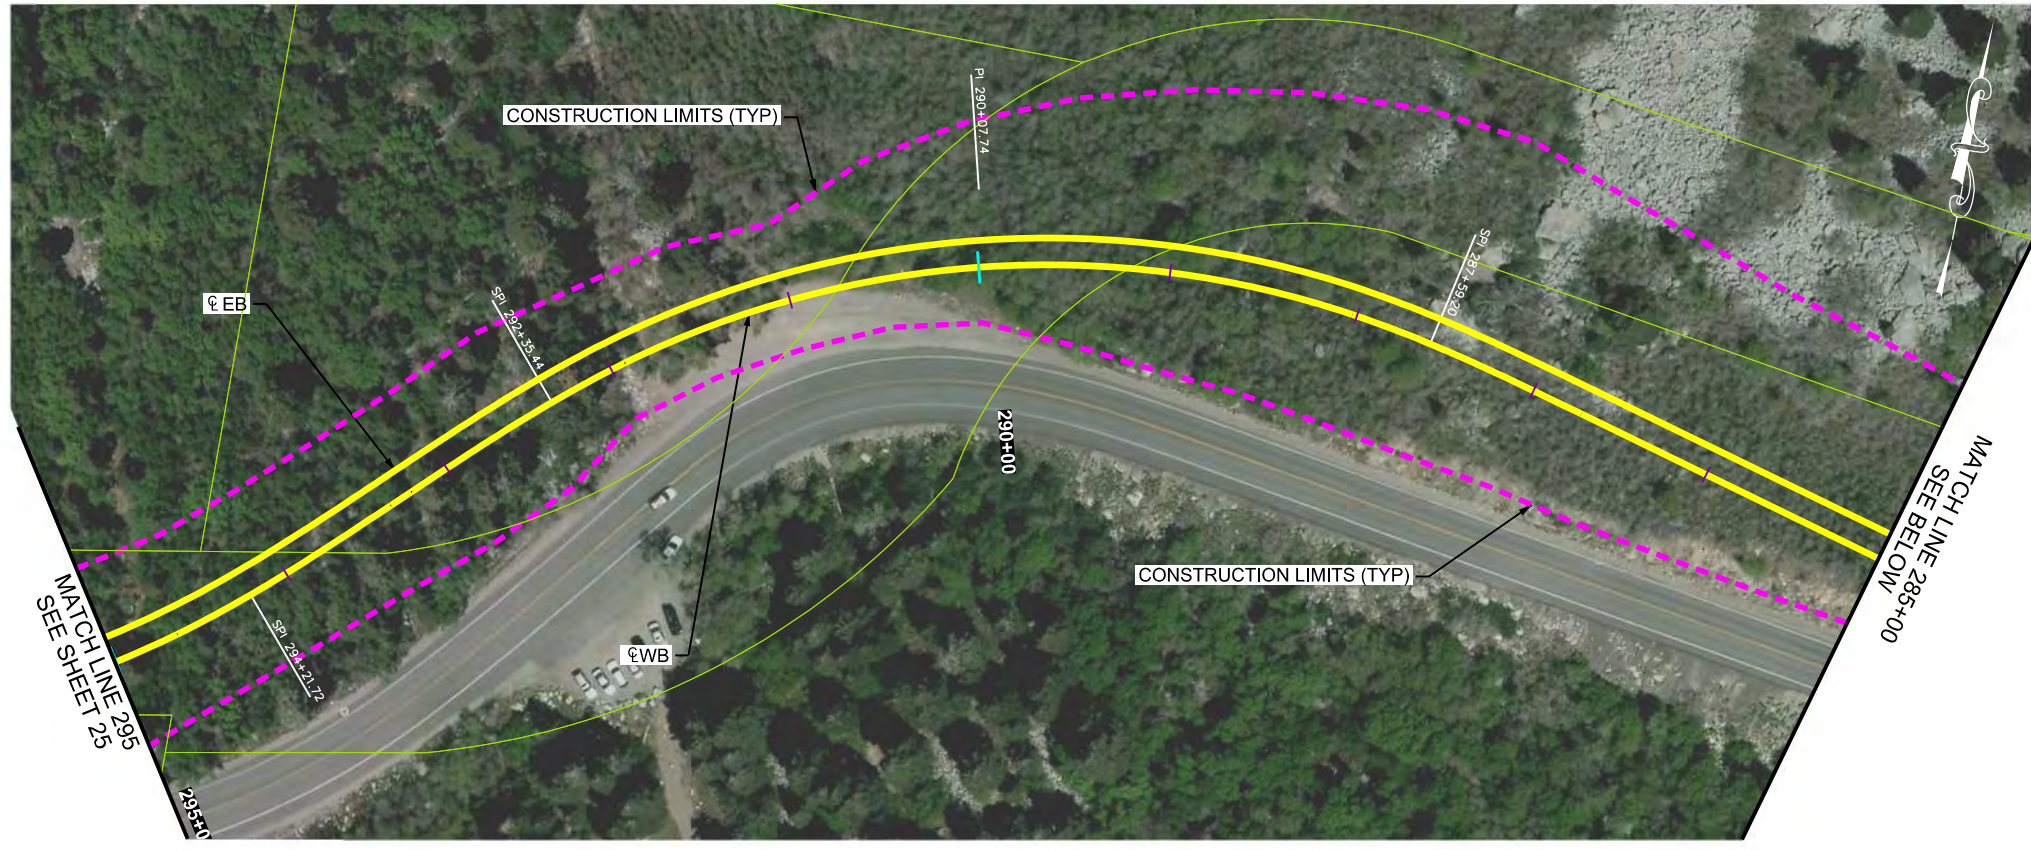 CONSTRUCTION LIMITS (TYP)
PI 290+07.74
SPI 287+59.20
℄ EB
SPI 292+35.44
290+00
MATCH LINE 285+00
SEE BELOW
CONSTRUCTION LIMITS (TYP)
℄ WB
SPI 294+21.72
MATCH LINE 295
SEE SHEET 25
295+0